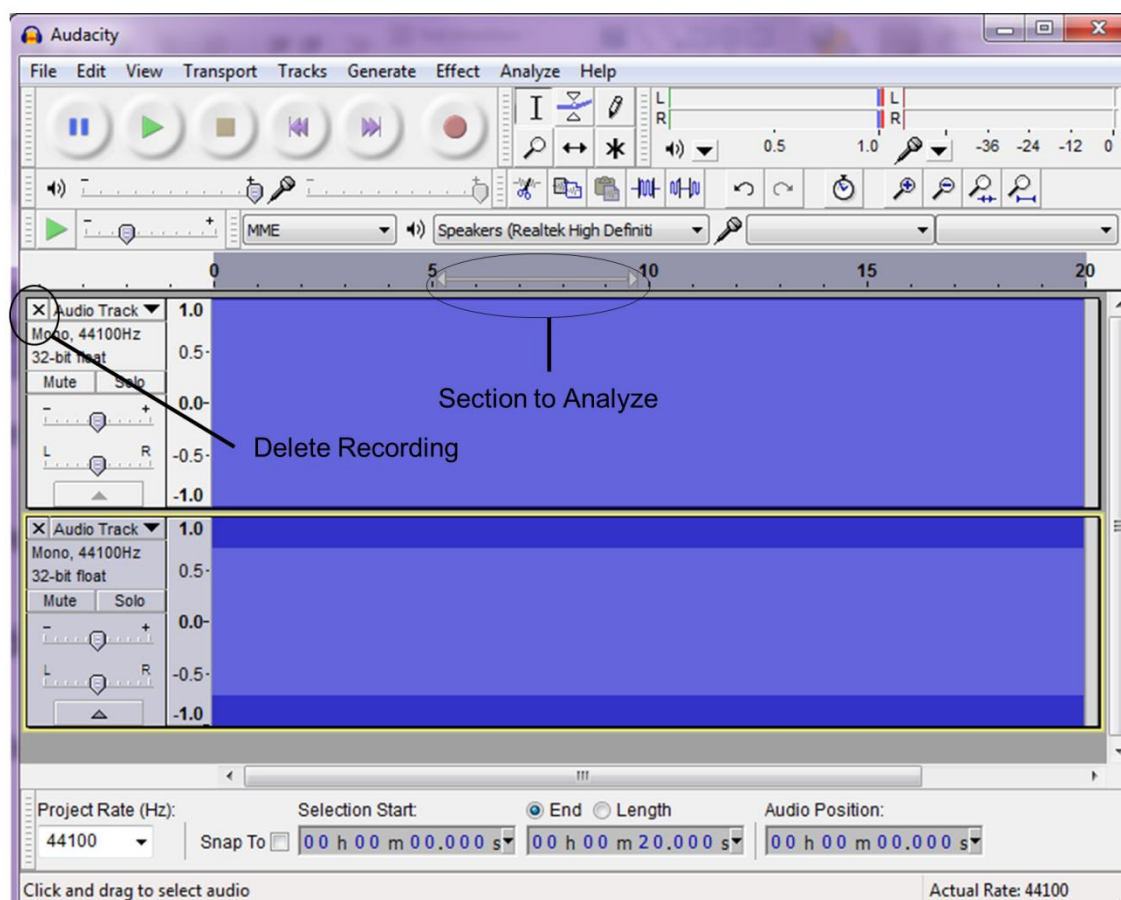 Audacity
File Edit View Transport Tracks Generate Effect Analyze Help
L
R
0.5 1.0
L
R
-36 -24 -12 0
MME
Speakers (Realtek High Definiti
0 5 10 15 20
X Audio Track
Mono, 44100Hz
32-bit float
Mute Solo
- +
L R
1.0
0.5
0.0
-0.5
-1.0
Section to Analyze
Delete Recording
X Audio Track
Mono, 44100Hz
32-bit float
Mute Solo
- +
L R
1.0
0.5
0.0
-0.5
-1.0
Project Rate (Hz): Selection Start: End Length Audio Position:
44100 Snap To 00 h 00 m 00.000 s 00 h 00 m 20.000 s 00 h 00 m 00.000 s
Click and drag to select audio Actual Rate: 44100